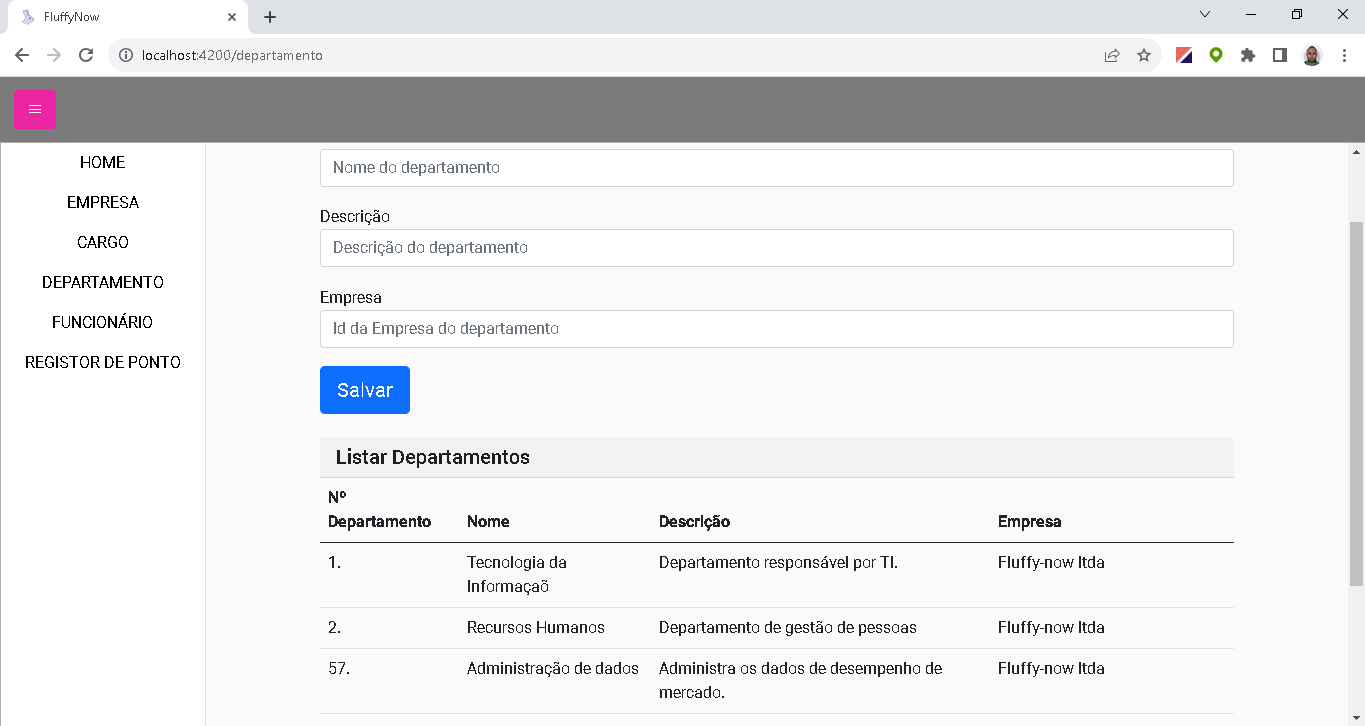 FluffyNow
localhost:4200/departamento
HOME
EMPRESA
CARGO
DEPARTAMENTO
FUNCIONÁRIO
REGISTOR DE PONTO
Nome do departamento
Descrição
Descrição do departamento
Empresa
Id da Empresa do departamento
Salvar
Listar Departamentos
Nº
Departamento Nome Descrição Empresa
1. Tecnologia da Departamento responsável por TI. Fluffy-now ltda
Informaçaõ
2. Recursos Humanos Departamento de gestão de pessoas Fluffy-now ltda
57. Administração de dados Administra os dados de desempenho de Fluffy-now ltda
mercado.